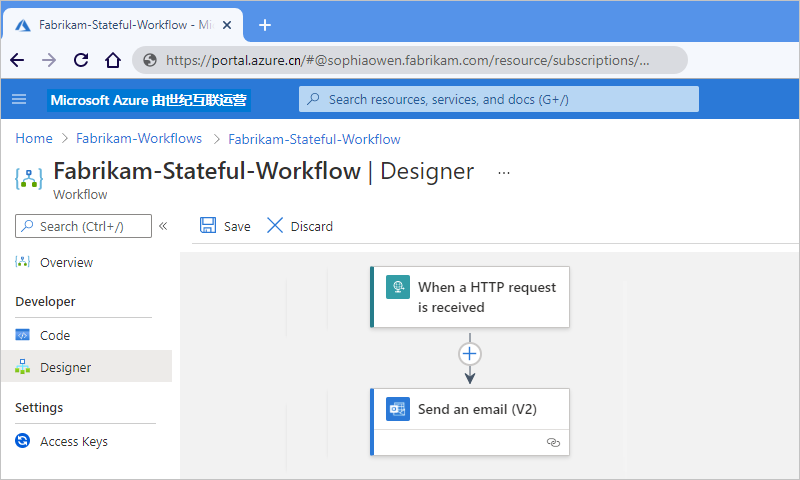 Fabrikam-Stateful-Workflow - Mi
https://portal.azure.cn/#@sophiaowen.fabrikam.com/resource/subscriptions/...
Microsoft Azure 由世纪互联运营
Search resources, services, and docs (G+/)
Home > Fabrikam-Workflows > Fabrikam-Stateful-Workflow
Fabrikam-Stateful-Workflow | Designer ...
Workflow
Search (Ctrl+/) «
Save
Discard
Overview
Developer
Code
Designer
Settings
Access Keys
When a HTTP request
is received
Send an email (V2)